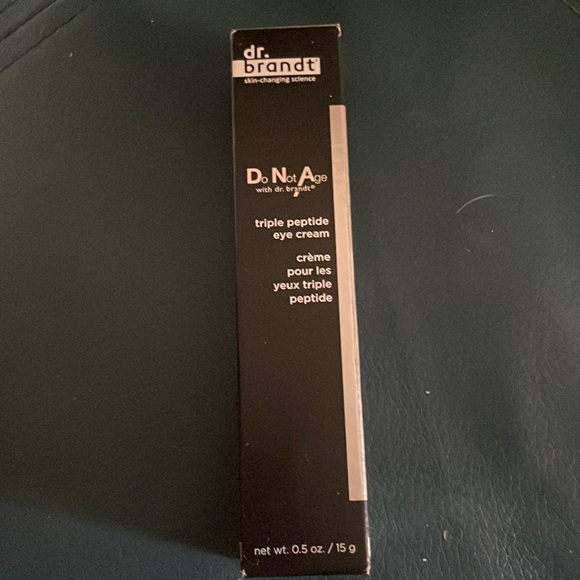 dr.
brandt®
skin-changing science
Do Not Age
with dr. brandt®
triple peptide
eye cream
crème
pour les
yeux triple
peptide
net wt. 0.5 oz. / 15 g